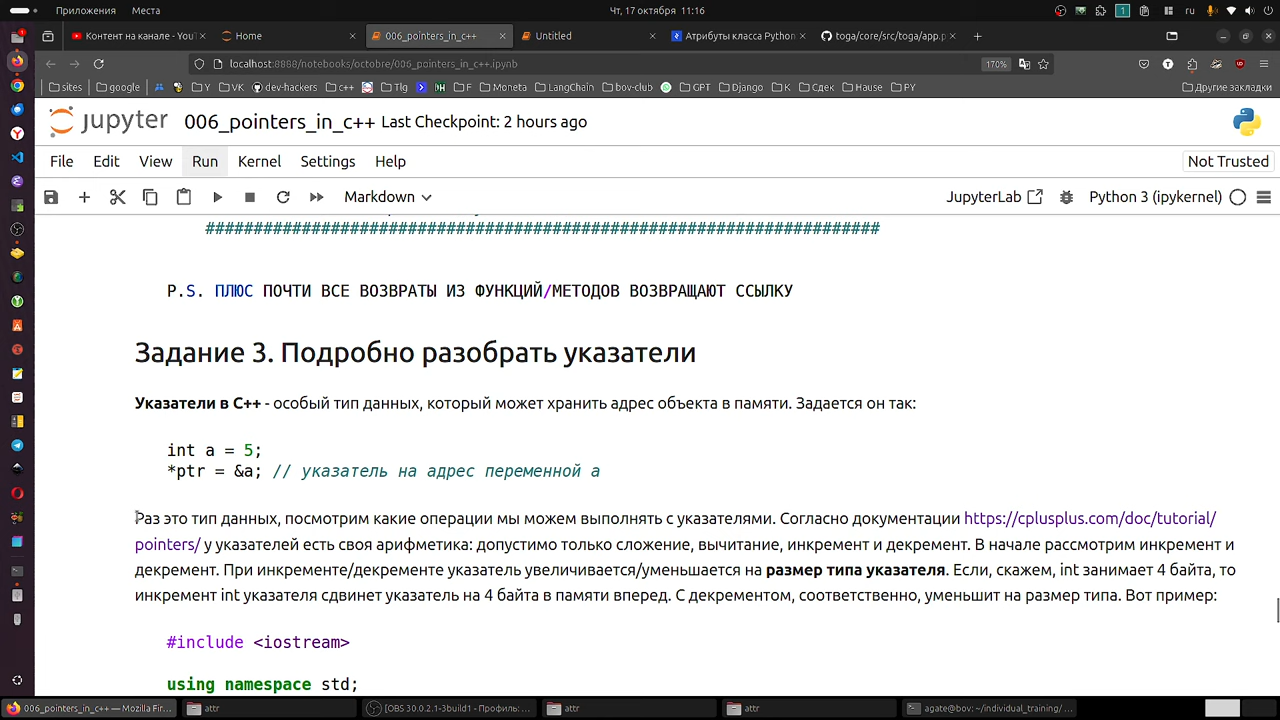 Приложения Места
Чт, 17 октября 11:16
1 ru
Контент на канале - You
Home
006_pointers_in_c++
Untitled
Атрибуты класса Python
toga/core/src/toga/app.p
localhost:8888/notebooks/octobre/006_pointers_in_c++.ipynb
170%
sites google Y VK dev-hackers c++ Tlg F Moneta LangChain bov-club GPT Django K Сдек Hause PY Другие закладки
jupyter 006_pointers_in_c++ Last Checkpoint: 2 hours ago
File Edit View Run Kernel Settings Help Not Trusted
Markdown JupyterLab Python 3 (ipykernel)
######################################################################
P.S. ПЛЮС ПОЧТИ ВСЕ ВОЗВРАТЫ ИЗ ФУНКЦИЙ/МЕТОДОВ ВОЗВРАЩАЮТ ССЫЛКУ
Задание 3. Подробно разобрать указатели
Указатели в C++ - особый тип данных, который может хранить адрес объекта в памяти. Задается он так:
int a = 5;
*ptr = &a; // указатель на адрес переменной a
Раз это тип данных, посмотрим какие операции мы можем выполнять с указателями. Согласно документации https://cplusplus.com/doc/tutorial/
pointers/ у указателей есть своя арифметика: допустимо только сложение, вычитание, инкремент и декремент. В начале рассмотрим инкремент и
декремент. При инкременте/декременте указатель увеличивается/уменьшается на размер типа указателя. Если, скажем, int занимает 4 байта, то
инкремент int указателя сдвинет указатель на 4 байта в памяти вперед. С декрементом, соответственно, уменьшит на размер типа. Вот пример:
#include <iostream>
using namespace std;
006_pointers_in_c++ — Mozilla Fir...
attr
[OBS 30.0.2.1-3build1 - Профиль: ...
attr
attr
agate@bov: ~/individual_training/ ...